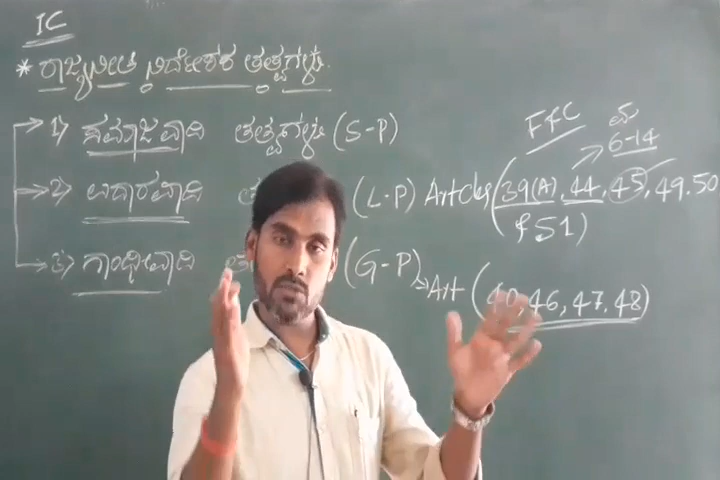 IC
* ರಾಜ್ಯನೀತಿ ನಿರ್ದೇಶಕ ತತ್ವಗಳು.
1) ಸಮಾಜವಾದಿ ತತ್ವಗಳು (S-P)
2) ಉದಾರವಾದಿ (L-P) Articles (39(A), 44, 45, 49, 50
& 51)
FFC
6-14
3) ಗಾಂಧೀವಾದಿ (G-P) → Art (40, 46, 47, 48)